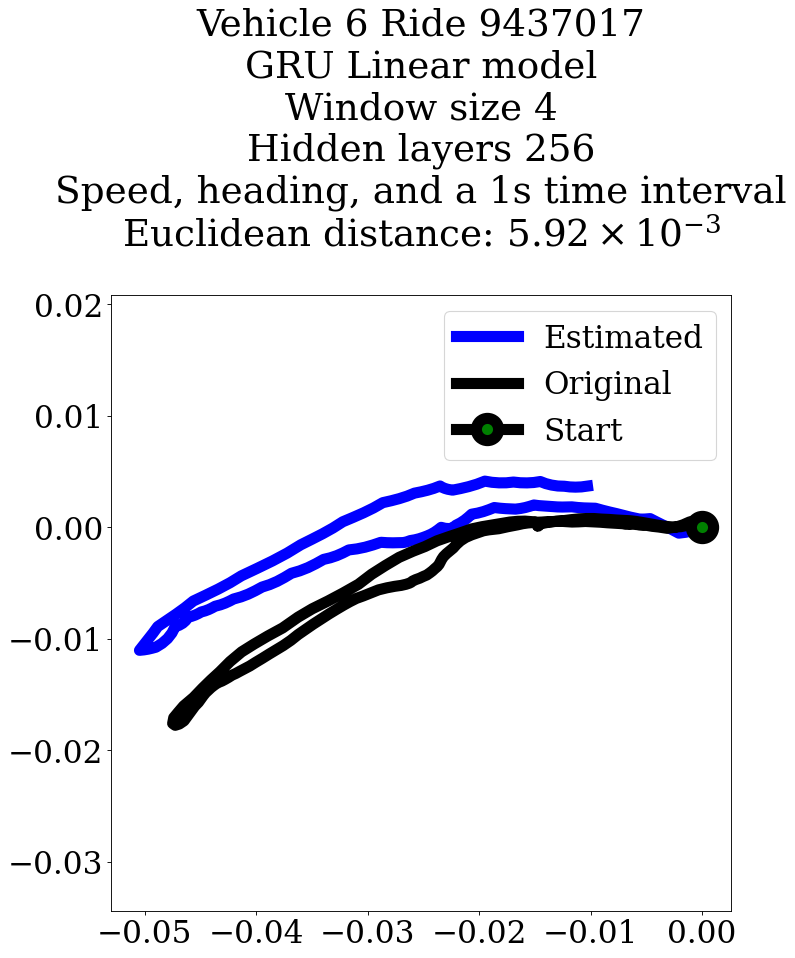 Vehicle 6 Ride 9437017
GRU Linear model
Window size 4
Hidden layers 256
Speed, heading, and a 1s time interval
Euclidean distance: 5.92 × 10⁻³
0.02
0.01
0.00
−0.01
−0.02
−0.03
Estimated
Original
Start
−0.05 −0.04 −0.03 −0.02 −0.01 0.00